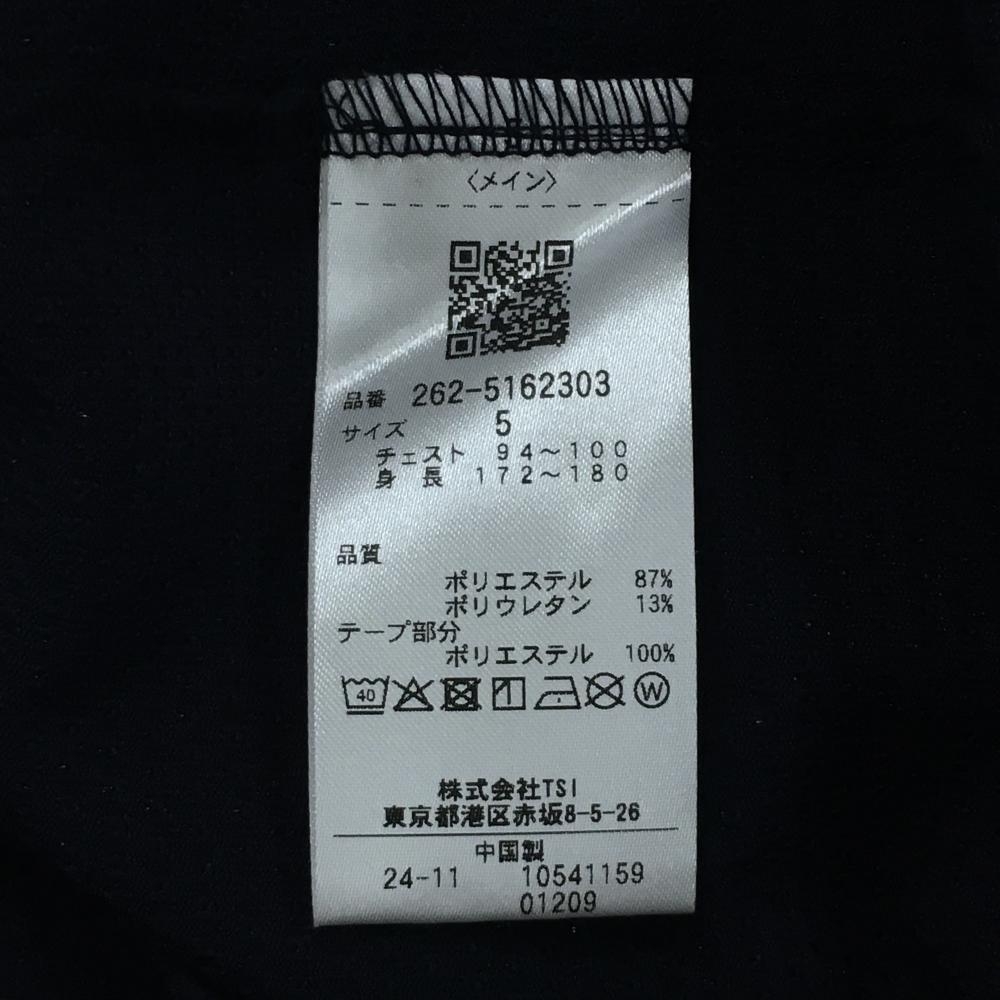 〈メイン〉
品番 262-5162303
サイズ 5
チェスト 94～100
身長 172～180
品質
ポリエステル 87%
ポリウレタン 13%
テープ部分
ポリエステル 100%
40 W
株式会社TSI
東京都港区赤坂8-5-26
中国製
24-11 10541159
01209